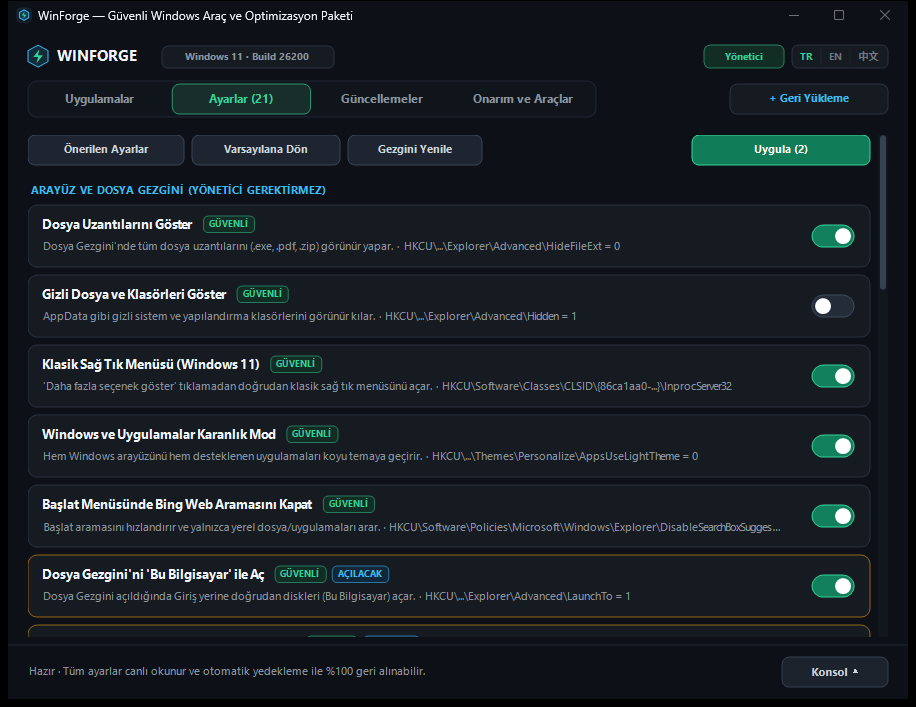 WinForge — Güvenli Windows Araç ve Optimizasyon Paketi
WINFORGE
Windows 11 • Build 26200
Yönetici
TR EN 中文
Uygulamalar
Ayarlar (21)
Güncellemeler
Onarım ve Araçlar
+ Geri Yükleme
Önerilen Ayarlar
Varsayılana Dön
Gezgini Yenile
Uygula (2)
ARAYÜZ VE DOSYA GEZGİNİ (YÖNETİCİ GEREKTİRMEZ)
Dosya Uzantılarını Göster GÜVENLİ
Dosya Gezgini'nde tüm dosya uzantılarını (.exe, .pdf, .zip) görünür yapar. · HKCU\...\Explorer\Advanced\HideFileExt = 0
Gizli Dosya ve Klasörleri Göster GÜVENLİ
AppData gibi gizli sistem ve yapılandırma klasörlerini görünür kılar. · HKCU\...\Explorer\Advanced\Hidden = 1
Klasik Sağ Tık Menüsü (Windows 11) GÜVENLİ
'Daha fazla seçenek göster' tıklamadan doğrudan klasik sağ tık menüsünü açar. · HKCU\Software\Classes\CLSID\{86ca1aa0-...}\InprocServer32
Windows ve Uygulamalar Karanlık Mod GÜVENLİ
Hem Windows arayüzünü hem desteklenen uygulamaları koyu temaya geçirir. · HKCU\...\Themes\Personalize\AppsUseLightTheme = 0
Başlat Menüsünde Bing Web Aramasını Kapat GÜVENLİ
Başlat aramasını hızlandırır ve yalnızca yerel dosya/uygulamaları arar. · HKCU\Software\Policies\Microsoft\Windows\Explorer\DisableSearchBoxSugges...
Dosya Gezgini'ni 'Bu Bilgisayar' ile Aç GÜVENLİ AÇILACAK
Dosya Gezgini açıldığında Giriş yerine doğrudan diskleri (Bu Bilgisayar) açar. · HKCU\...\Explorer\Advanced\LaunchTo = 1
Hazır · Tüm ayarlar canlı okunur ve otomatik yedekleme ile %100 geri alınabilir.
Konsol ▲